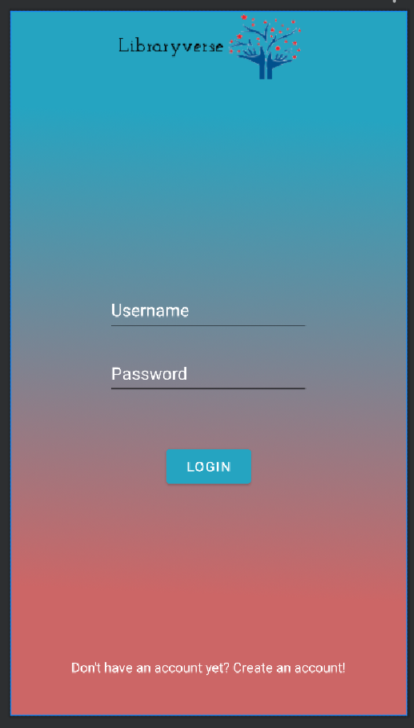 Libraryverse
Username
Password
LOGIN
Don't have an account yet? Create an account!